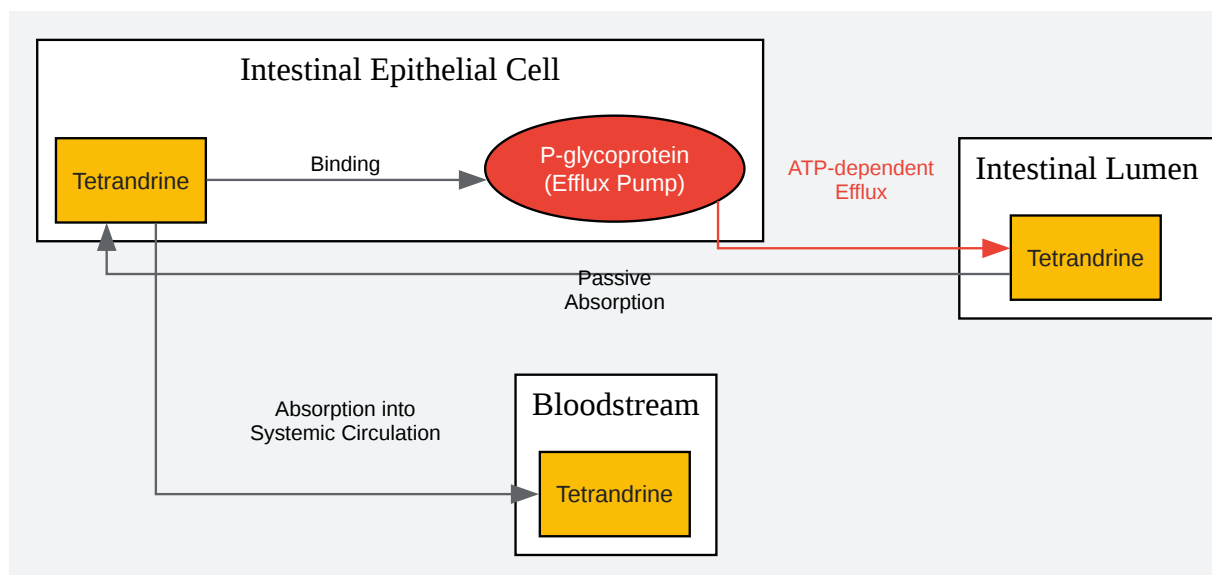 Intestinal Epithelial Cell
Tetrandrine
Binding
P-glycoprotein
(Efflux Pump)
ATP-dependent
Efflux
Intestinal Lumen
Tetrandrine
Passive
Absorption
Absorption into
Systemic Circulation
Bloodstream
Tetrandrine